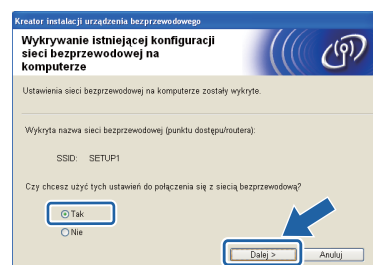 Kreator instalacji urządzenia bezprzewodowego
Wykrywanie istniejącej konfiguracji
sieci bezprzewodowej na
komputerze
Ustawienia sieci bezprzewodowej na komputerze zostały wykryte.
Wykryta nazwa sieci bezprzewodowej (punktu dostępu/routera):
SSID: SETUP1
Czy chcesz użyć tych ustawień do połączenia się z siecią bezprzewodową?
Tak
Nie
Dalej > Anuluj